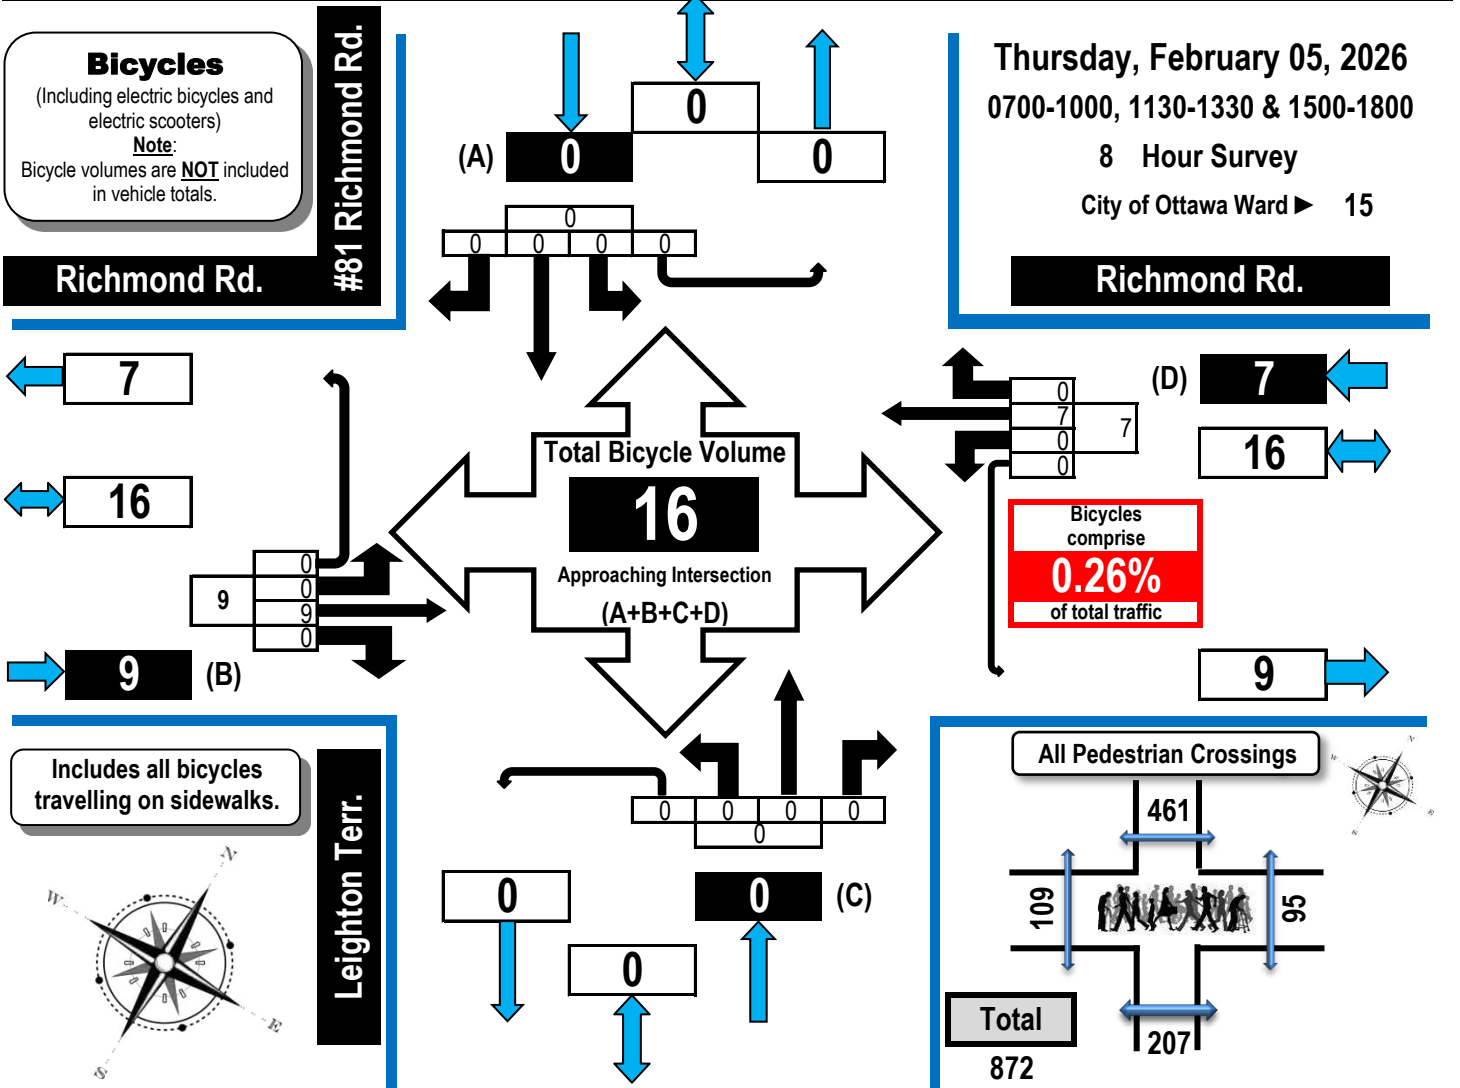 Bicycles
(Including electric bicycles and
electric scooters)
Note:
Bicycle volumes are NOT included
in vehicle totals.
#81 Richmond Rd.
Richmond Rd.
0
(A)
0
0
0
0
0
0
0
Thursday, February 05, 2026
0700-1000, 1130-1330 & 1500-1800
8 Hour Survey
City of Ottawa Ward ► 15
Richmond Rd.
7
16
0
0
9
0
9
9
(B)
Total Bicycle Volume
16
Approaching Intersection
(A+B+C+D)
0
7
0
0
7
(D)
7
16
Bicycles
comprise
0.26%
of total traffic
9
Includes all bicycles
travelling on sidewalks.
Leighton Terr.
N
W
E
S
0
0
0
0
0
0
0
(C)
0
All Pedestrian Crossings
N
W
E
S
461
109
95
207
Total
872